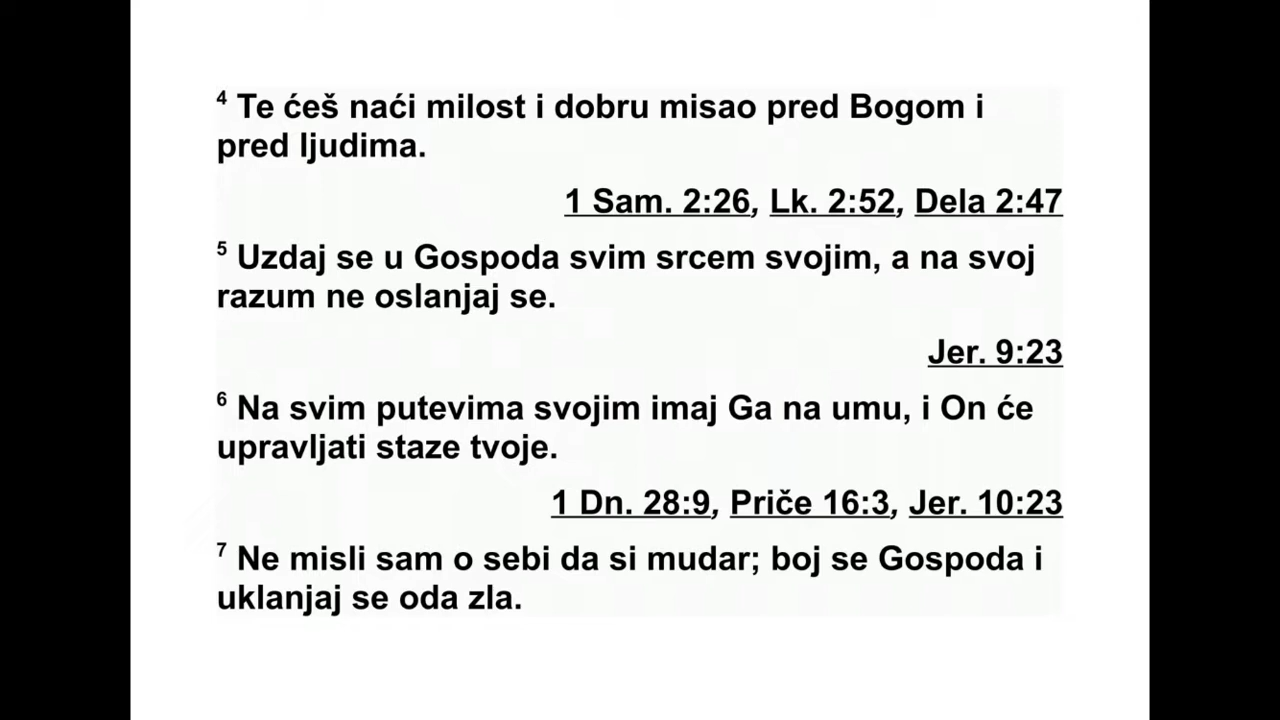 4 Te ćeš naći milost i dobru misao pred Bogom i
pred ljudima.
1 Sam. 2:26, Lk. 2:52, Dela 2:47
5 Uzdaj se u Gospoda svim srcem svojim, a na svoj
razum ne oslanjaj se.
Jer. 9:23
6 Na svim putevima svojim imaj Ga na umu, i On će
upravljati staze tvoje.
1 Dn. 28:9, Priče 16:3, Jer. 10:23
7 Ne misli sam o sebi da si mudar; boj se Gospoda i
uklanjaj se oda zla.